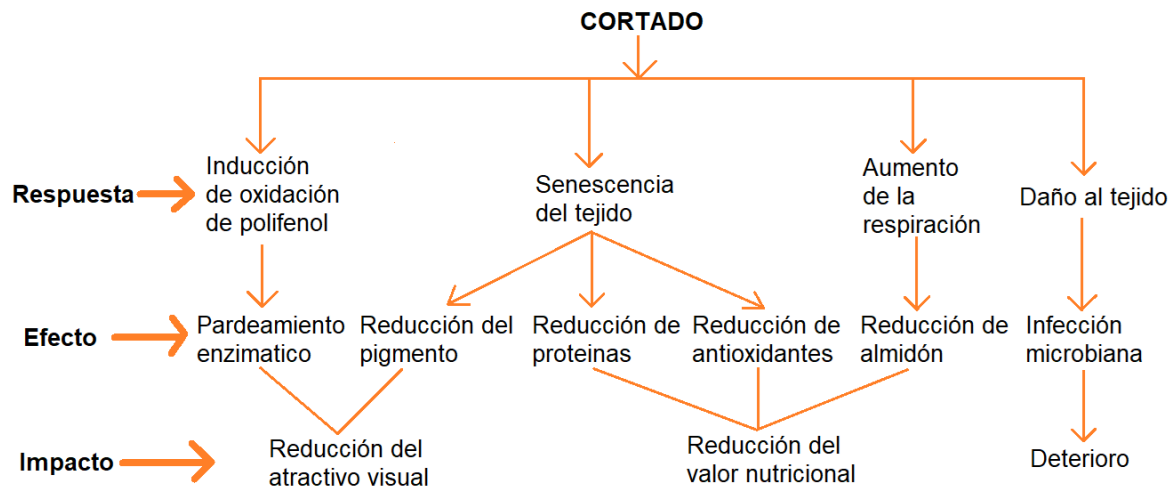 CORTADO
Respuesta
Inducción
de oxidación
de polifenol
Senescencia
del tejido
Aumento
de la
respiración
Daño al tejido
Efecto
Pardeamiento
enzimatico
Reducción del
pigmento
Reducción de
proteinas
Reducción de
antioxidantes
Reducción de
almidón
Infección
microbiana
Impacto
Reducción del
atractivo visual
Reducción del
valor nutricional
Deterioro